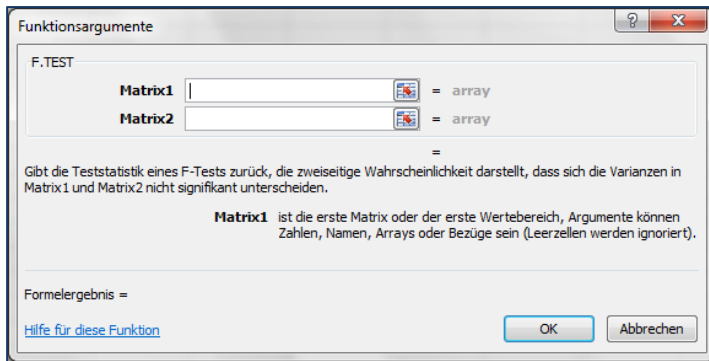 Funktionsargumente
F.TEST
Matrix1 = array
Matrix2 = array
=
Gibt die Teststatistik eines F-Tests zurück, die zweiseitige Wahrscheinlichkeit darstellt, dass sich die Varianzen in
Matrix1 und Matrix2 nicht signifikant unterscheiden.
Matrix1 ist die erste Matrix oder der erste Wertebereich, Argumente können
Zahlen, Namen, Arrays oder Bezüge sein (Leerzellen werden ignoriert).
Formelergebnis =
Hilfe für diese Funktion OK Abbrechen